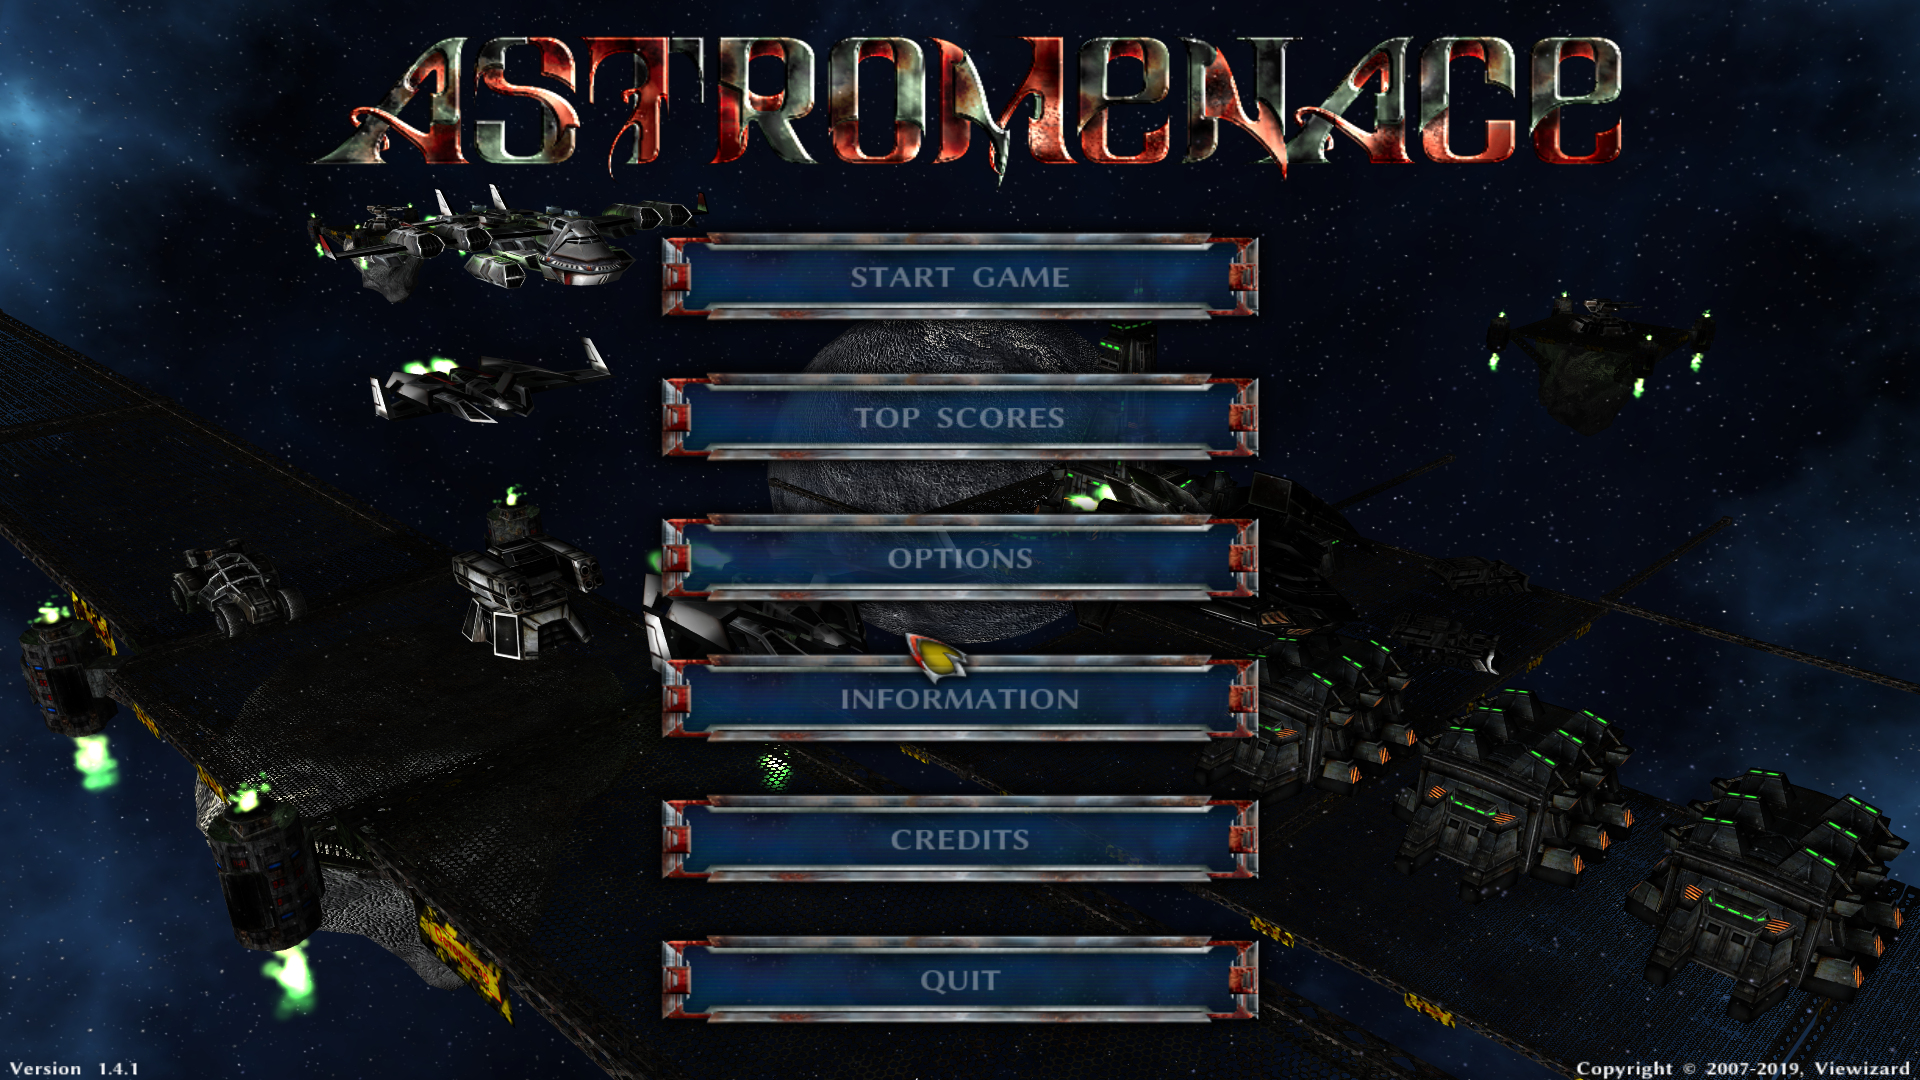 ASTROMENACE
START GAME
TOP SCORES
OPTIONS
INFORMATION
CREDITS
QUIT
Version 1.4.1
Copyright © 2007-2019, Viewizard